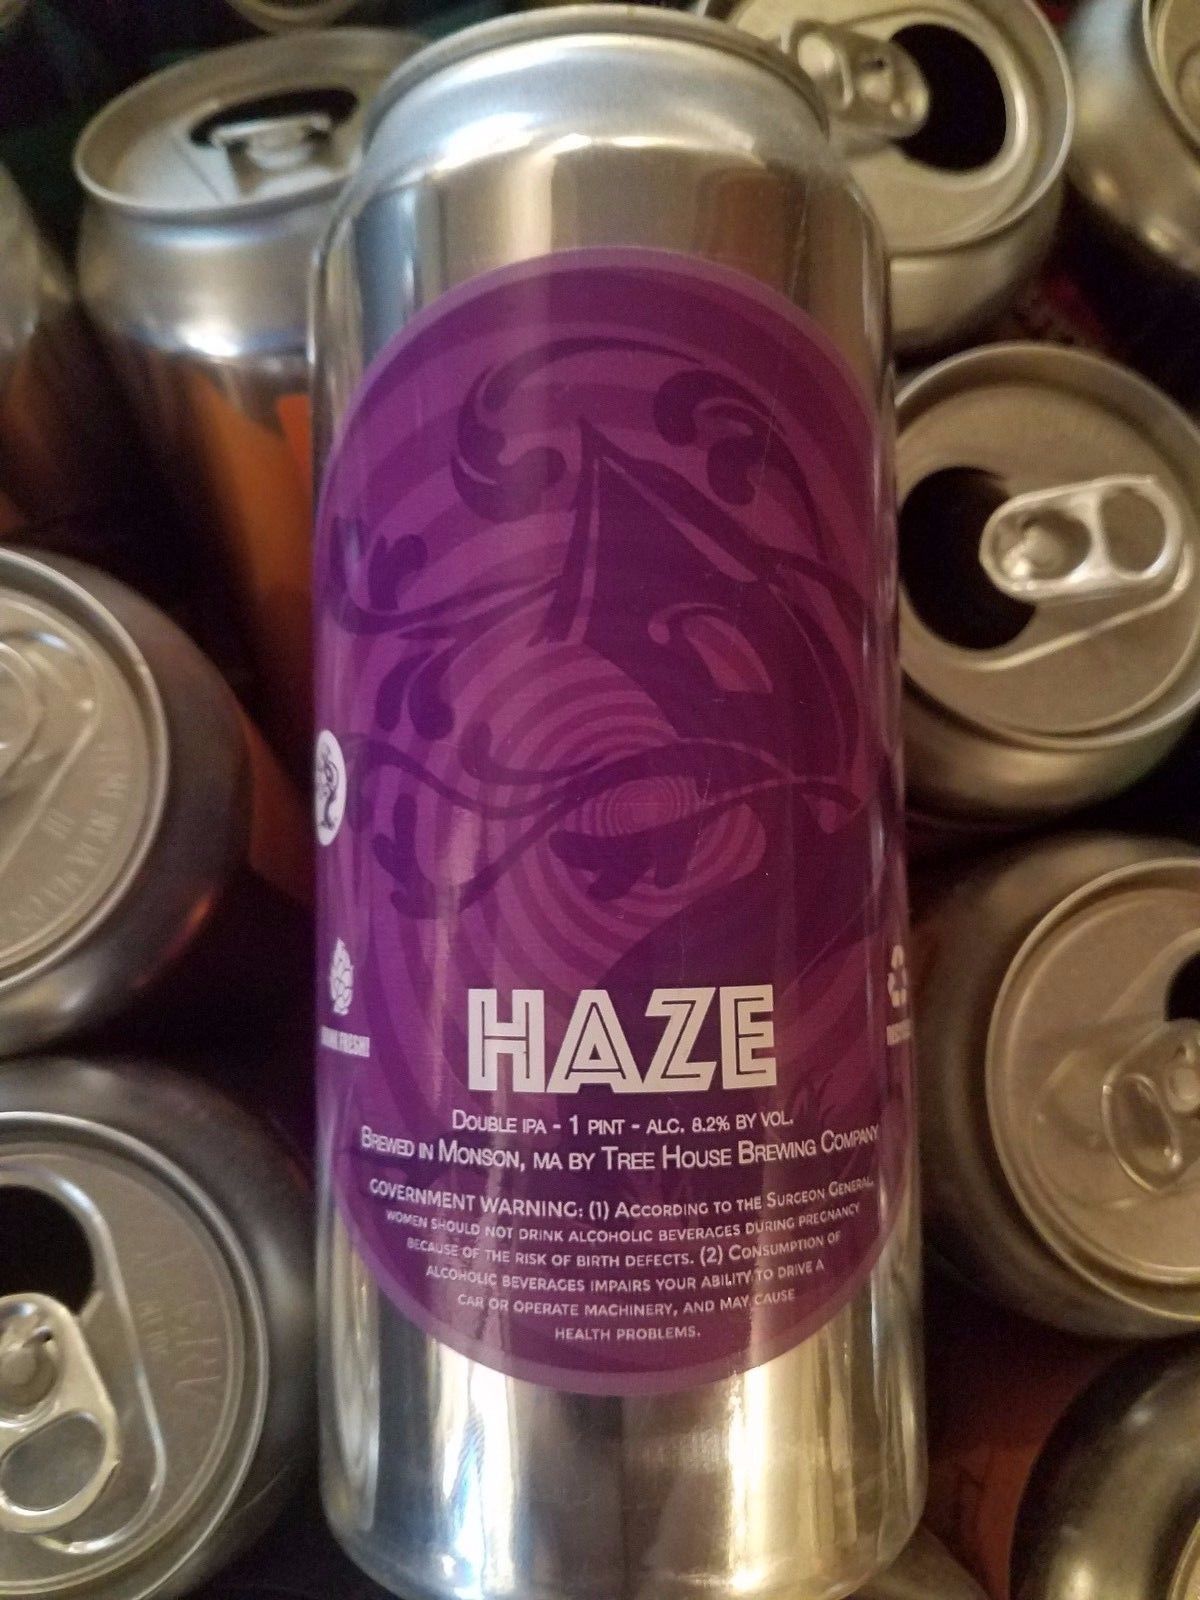 FRESH!
HAZE
DOUBLE IPA - 1 PINT - ALC. 8.2% BY VOL.
BREWED IN MONSON, MA BY TREE HOUSE BREWING COMPANY
GOVERNMENT WARNING: (1) ACCORDING TO THE SURGEON GENERAL,
WOMEN SHOULD NOT DRINK ALCOHOLIC BEVERAGES DURING PREGNANCY
BECAUSE OF THE RISK OF BIRTH DEFECTS. (2) CONSUMPTION OF
ALCOHOLIC BEVERAGES IMPAIRS YOUR ABILITY TO DRIVE A
CAR OR OPERATE MACHINERY, AND MAY CAUSE
HEALTH PROBLEMS.